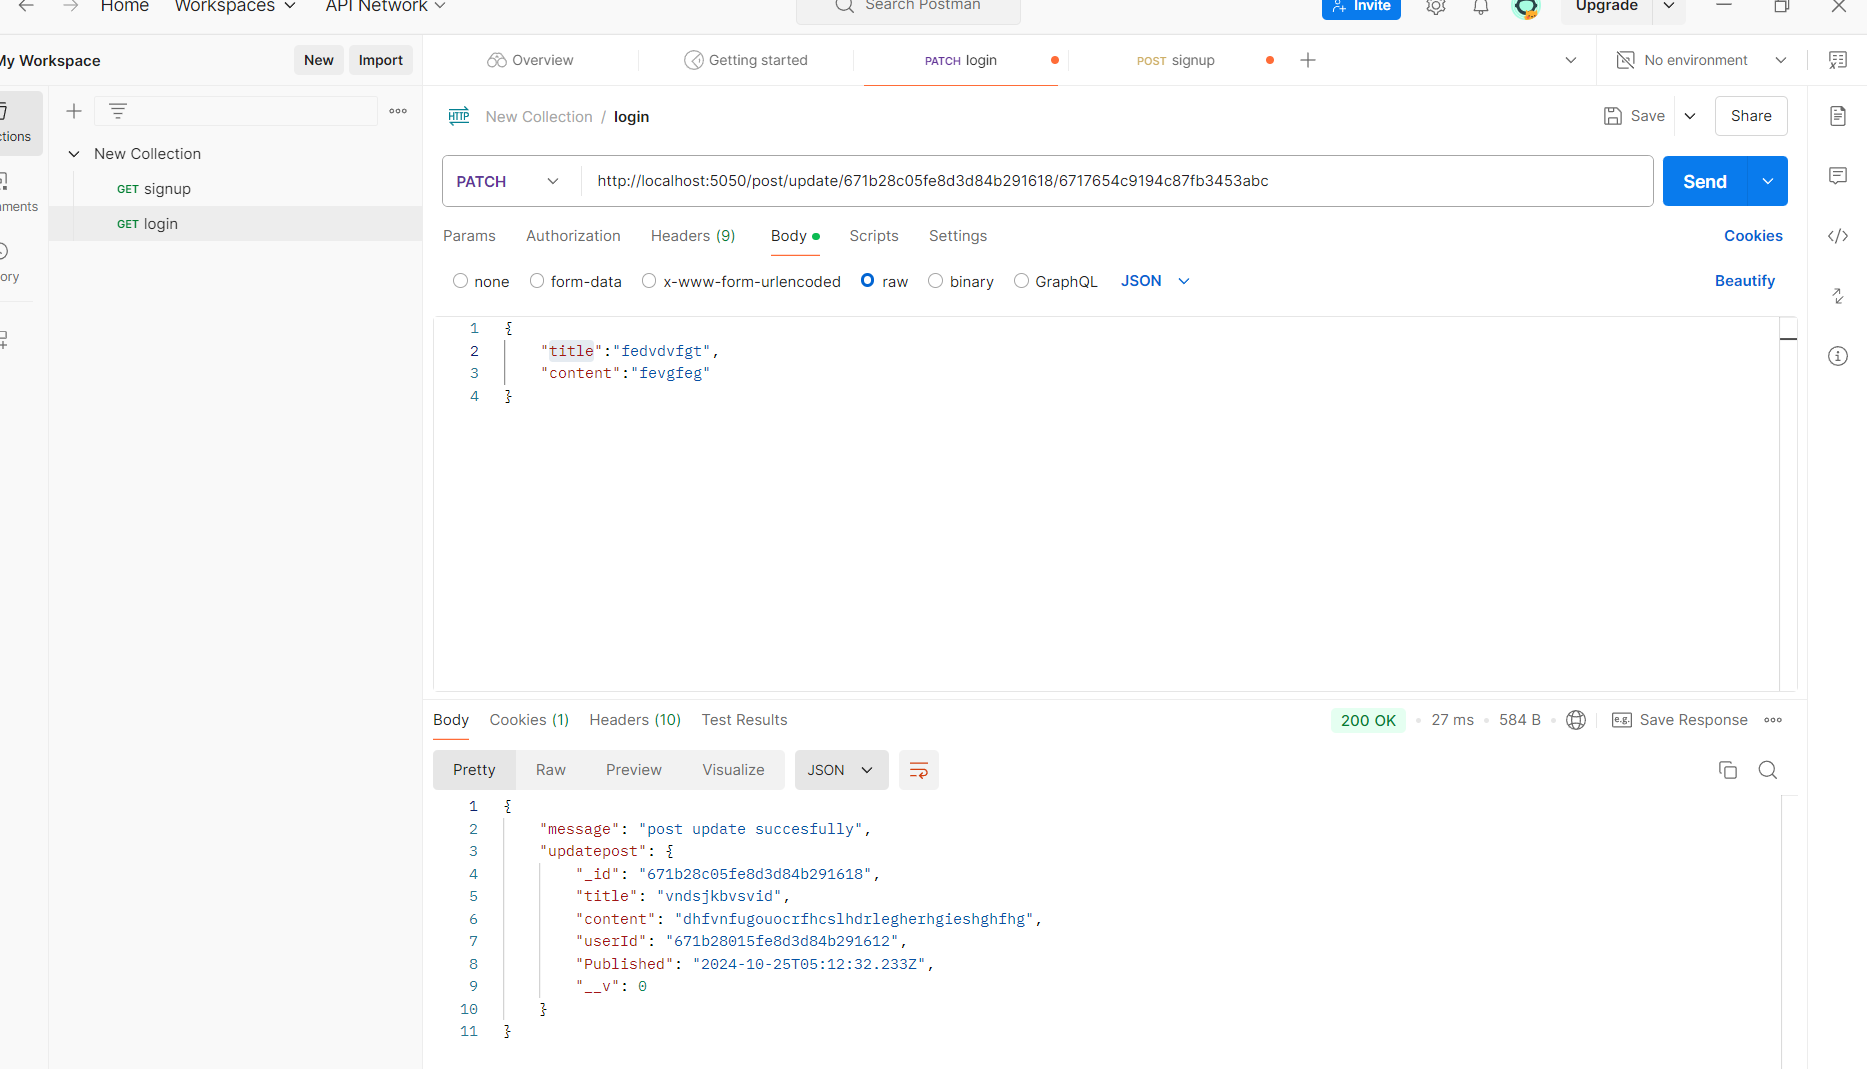 Home Workspaces API Network Search Postman Invite Upgrade
My Workspace New Import Overview Getting started PATCH login POST signup No environment
New Collection / login Save Share
New Collection
GET signup
GET login
PATCH http://localhost:5050/post/update/671b28c05fe8d3d84b291618/6717654c9194c87fb3453abc Send
Params Authorization Headers (9) Body Scripts Settings Cookies
none form-data x-www-form-urlencoded raw binary GraphQL JSON Beautify
1 {
2 "title":"fedvdvfgt",
3 "content":"fevgfeg"
4 }
Body Cookies (1) Headers (10) Test Results 200 OK 27 ms 584 B e.g. Save Response
Pretty Raw Preview Visualize JSON
1 {
2 "message": "post update succesfully",
3 "updatepost": {
4 "_id": "671b28c05fe8d3d84b291618",
5 "title": "vndsjkbvsvid",
6 "content": "dhfvnfugouocrfhcslhdrlegherhgieshghfhg",
7 "userId": "671b28015fe8d3d84b291612",
8 "Published": "2024-10-25T05:12:32.233Z",
9 "__v": 0
10 }
11 }